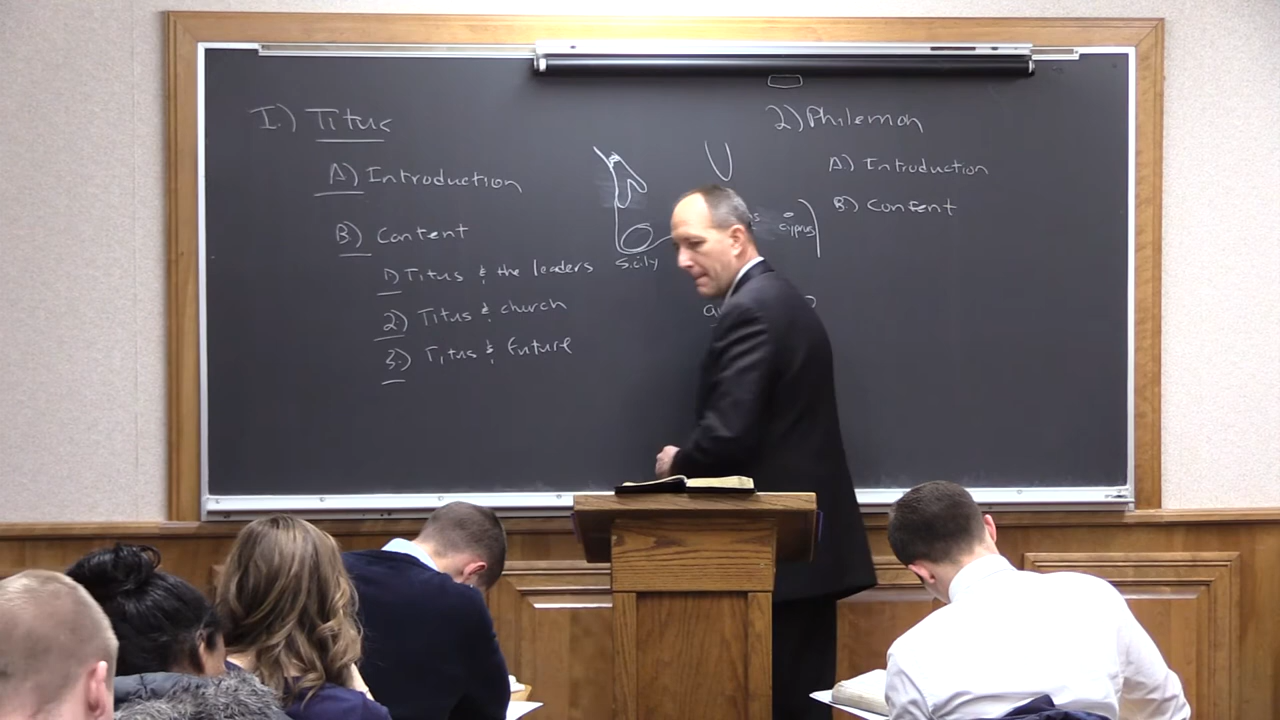 I.) Titus
A) Introduction
B) Content
1) Titus & the leaders
2.) Titus & church
3.) Titus & future
Sicily
cyprus
2) Philemon
A.) Introduction
B.) Content